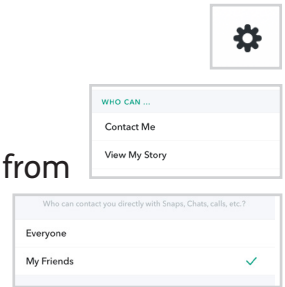 WHO CAN ...
Contact Me
View My Story
from
Who can contact you directly with Snaps, Chats, calls, etc.?
Everyone
My Friends